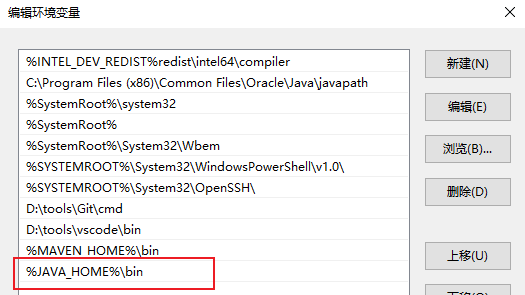 编辑环境变量
%INTEL_DEV_REDIST%redist\intel64\compiler
C:\Program Files (x86)\Common Files\Oracle\Java\javapath
%SystemRoot%\system32
%SystemRoot%
%SystemRoot%\System32\Wbem
%SYSTEMROOT%\System32\WindowsPowerShell\v1.0\
%SYSTEMROOT%\System32\OpenSSH\
D:\tools\Git\cmd
D:\tools\vscode\bin
%MAVEN_HOME%\bin
%JAVA_HOME%\bin
新建(N)
编辑(E)
浏览(B)...
删除(D)
上移(U)